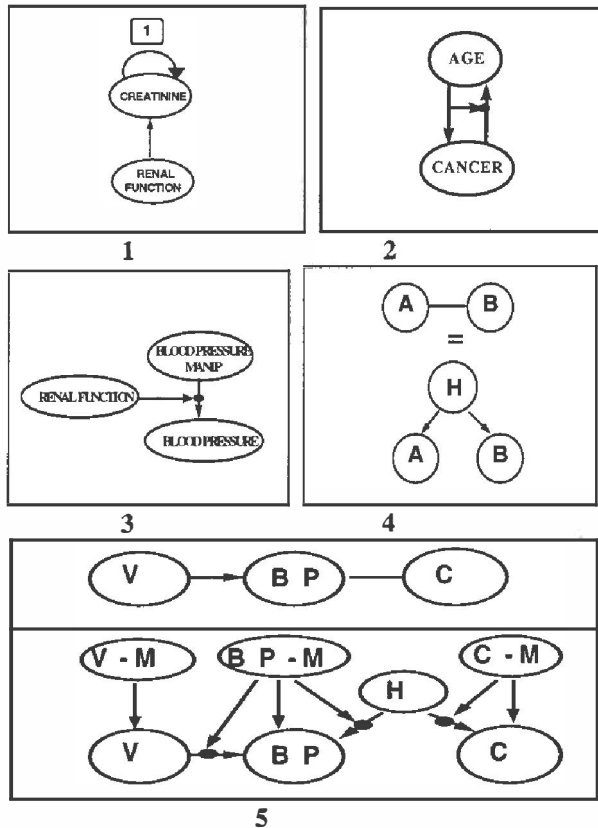 1
CREATININE
RENAL
FUNCTION
1
AGE
CANCER
2
BLOOD PRESSURE
MANIP
RENAL FUNCTION
BLOOD PRESSURE
3
A B
=
H
A B
4
V B P C
V - M B P - M H C - M
V B P C
5